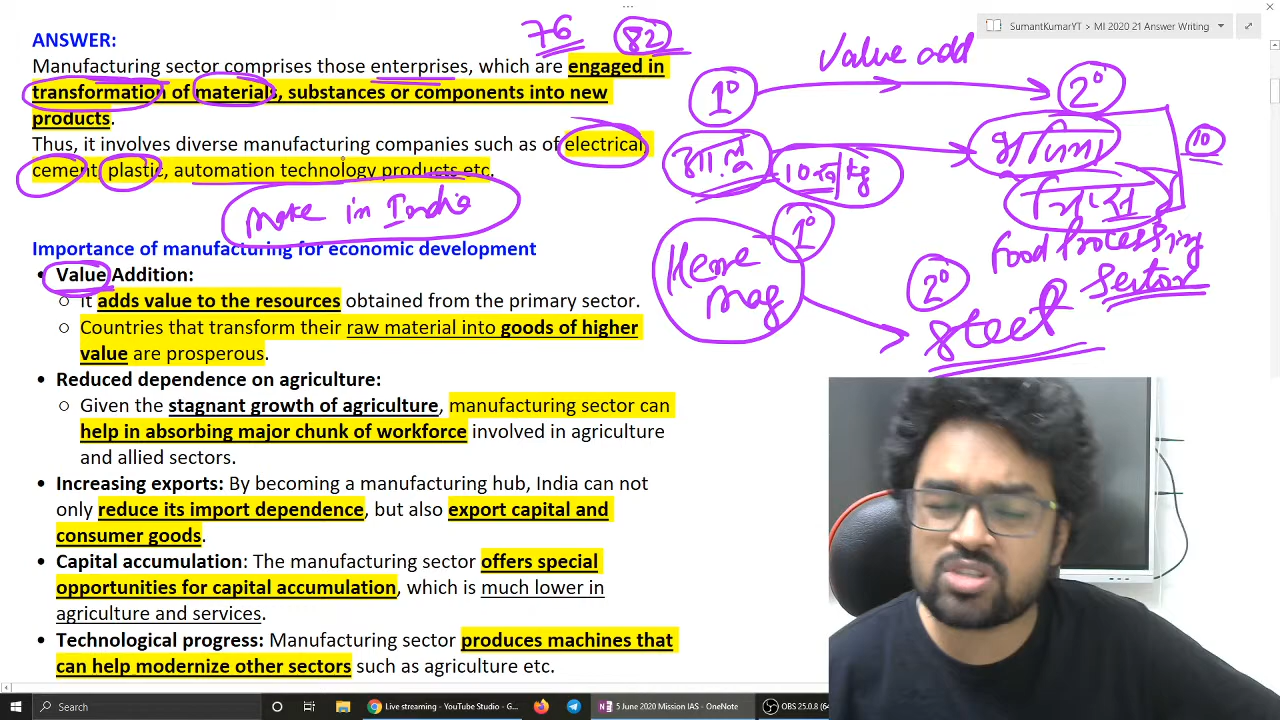 SumantKumarYT > MI 2020 21 Answer Writing
ANSWER:
76 82
Manufacturing sector comprises those enterprises, which are engaged in
transformation of materials, substances or components into new
products.
Thus, it involves diverse manufacturing companies such as of electrical
cement plastic, automation technology products etc.
Make in India
Importance of manufacturing for economic development
• Value Addition:
○ It adds value to the resources obtained from the primary sector.
○ Countries that transform their raw material into goods of higher
value are prosperous.
• Reduced dependence on agriculture:
○ Given the stagnant growth of agriculture, manufacturing sector can
help in absorbing major chunk of workforce involved in agriculture
and allied sectors.
• Increasing exports: By becoming a manufacturing hub, India can not
only reduce its import dependence, but also export capital and
consumer goods.
• Capital accumulation: The manufacturing sector offers special
opportunities for capital accumulation, which is much lower in
agriculture and services.
• Technological progress: Manufacturing sector produces machines that
can help modernize other sectors such as agriculture etc.
Value add
1° 2°
आलू 10रु/kg 10
चिप्स
Food Processing
Sector
1°
Heme
mag
2°
steel
Search
Live streaming - YouTube Studio - G...
5 June 2020 Mission IAS - OneNote
OBS 25.0.8 (64